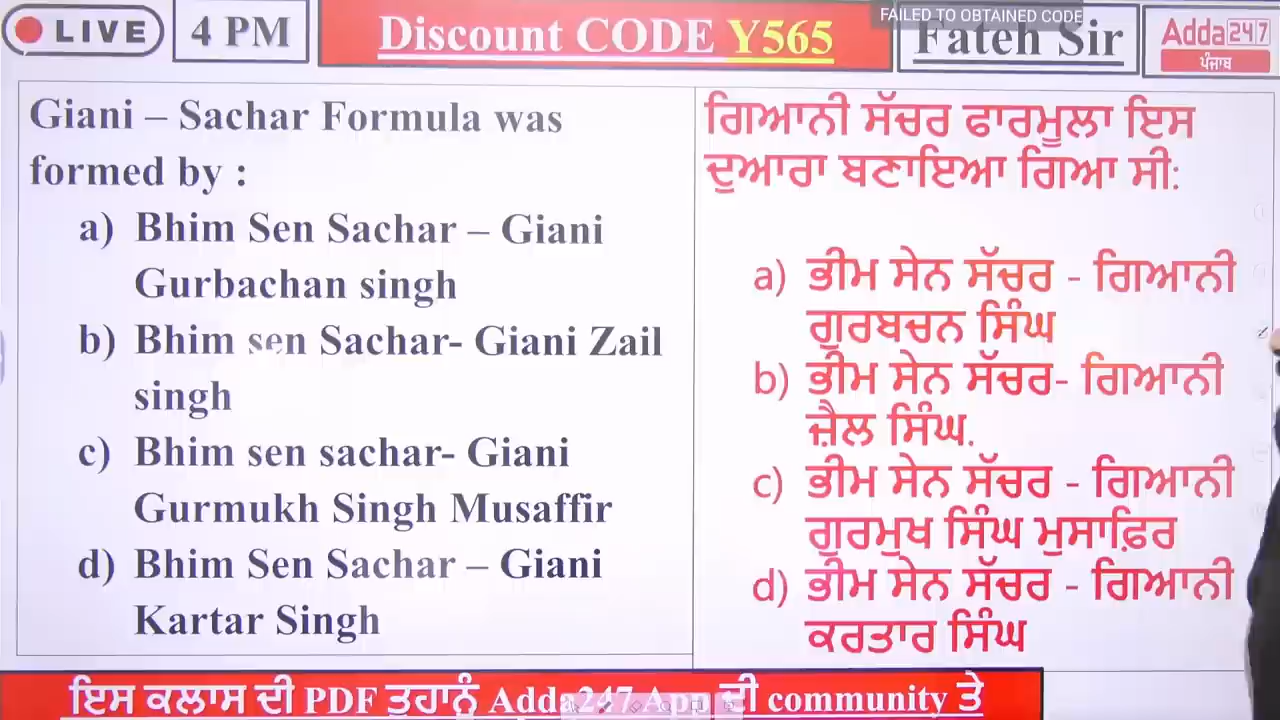 LIVE
4 PM
Discount CODE Y565
FAILED TO OBTAINED CODE
Fateh Sir
Adda247
ਪੰਜਾਬ
Giani – Sachar Formula was
formed by :
a) Bhim Sen Sachar – Giani
Gurbachan singh
b) Bhim sen Sachar- Giani Zail
singh
c) Bhim sen sachar- Giani
Gurmukh Singh Musaffir
d) Bhim Sen Sachar – Giani
Kartar Singh
ਗਿਆਨੀ ਸੱਚਰ ਫਾਰਮੂਲਾ ਇਸ
ਦੁਆਰਾ ਬਣਾਇਆ ਗਿਆ ਸੀ:
a) ਭੀਮ ਸੇਨ ਸੱਚਰ - ਗਿਆਨੀ
ਗੁਰਬਚਨ ਸਿੰਘ
b) ਭੀਮ ਸੇਨ ਸੱਚਰ- ਗਿਆਨੀ
ਜ਼ੈਲ ਸਿੰਘ.
c) ਭੀਮ ਸੇਨ ਸੱਚਰ - ਗਿਆਨੀ
ਗੁਰਮੁਖ ਸਿੰਘ ਮੁਸਾਫ਼ਿਰ
d) ਭੀਮ ਸੇਨ ਸੱਚਰ - ਗਿਆਨੀ
ਕਰਤਾਰ ਸਿੰਘ
ਇਸ ਕਲਾਸ ਦੀ PDF ਤੁਹਾਨੂੰ Adda247 App ਦੀ community ਤੇ